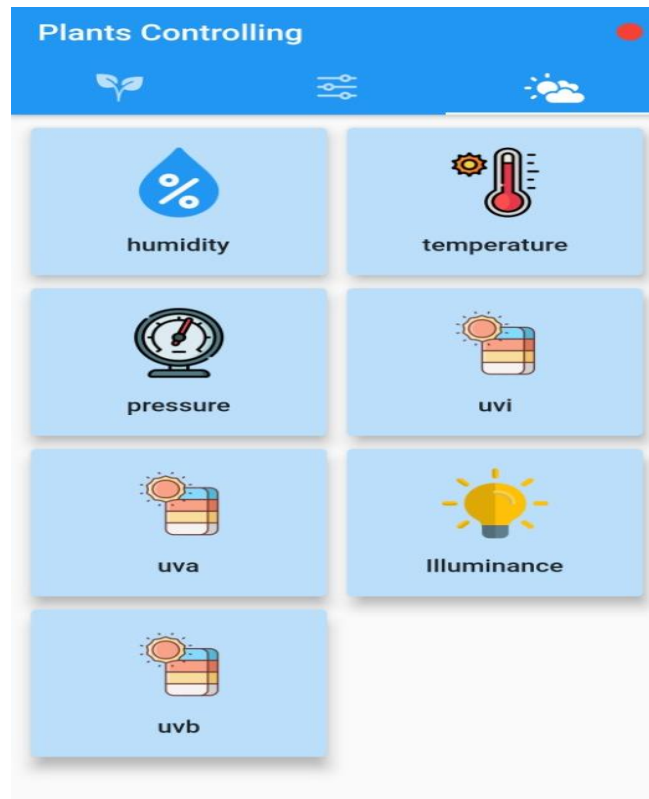 Plants Controlling
%
humidity
temperature
pressure
uvi
uva
Illuminance
uvb